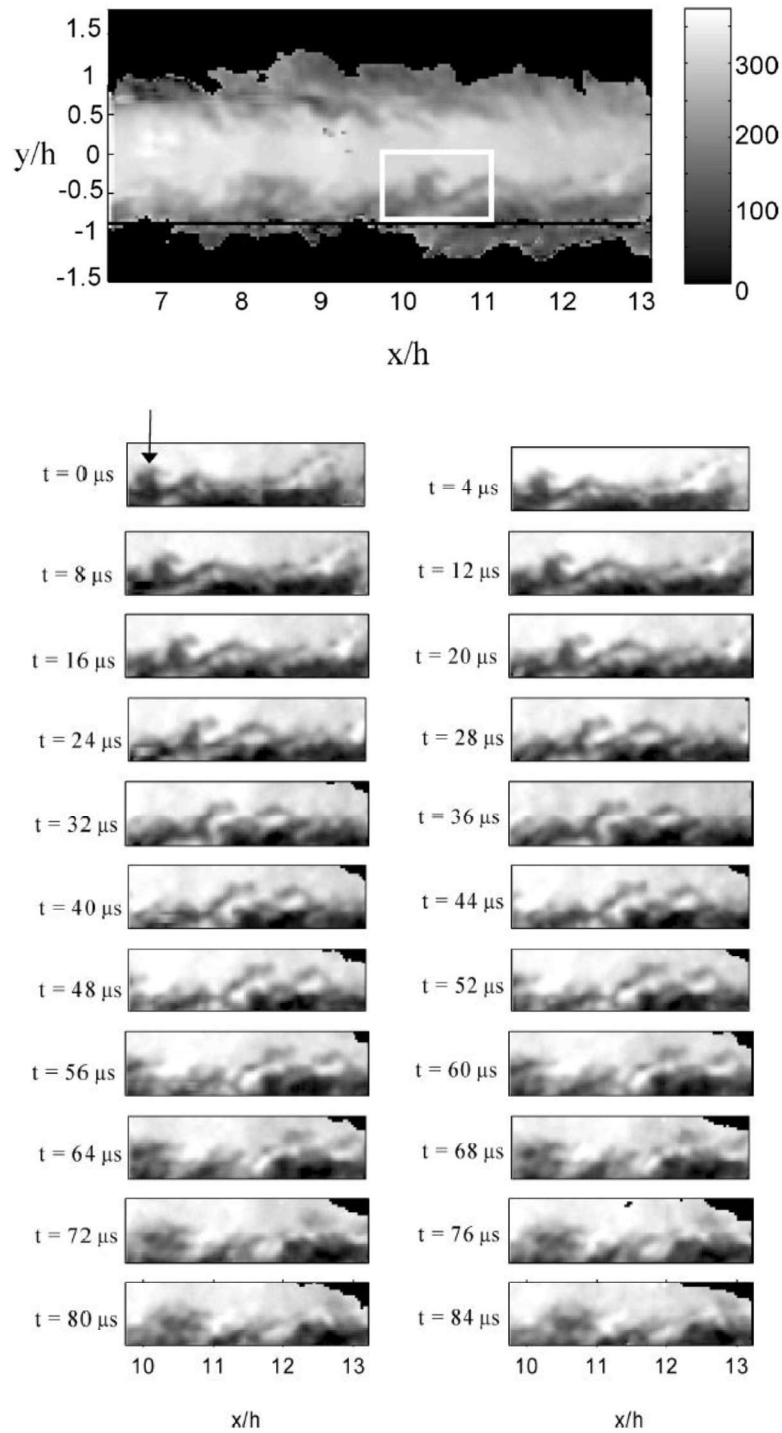 1.5
1
0.5
0
-0.5
-1
-1.5
y/h
7 8 9 10 11 12 13
x/h
300
200
100
0
t = 0 μs
t = 4 μs
t = 8 μs
t = 12 μs
t = 16 μs
t = 20 μs
t = 24 μs
t = 28 μs
t = 32 μs
t = 36 μs
t = 40 μs
t = 44 μs
t = 48 μs
t = 52 μs
t = 56 μs
t = 60 μs
t = 64 μs
t = 68 μs
t = 72 μs
t = 76 μs
t = 80 μs
t = 84 μs
10 11 12 13
10 11 12 13
x/h
x/h